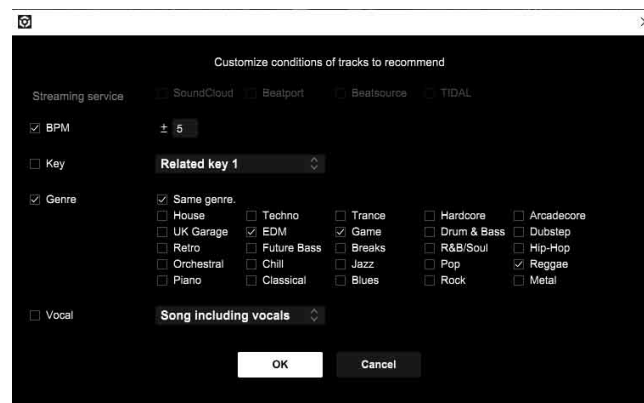 Customize conditions of tracks to recommend
Streaming service SoundCloud Beatport Beatsource TIDAL
BPM ± 5
Key Related key 1
Genre Same genre.
House Techno Trance Hardcore Arcadecore
UK Garage EDM Game Drum & Bass Dubstep
Retro Future Bass Breaks R&B/Soul Hip-Hop
Orchestral Chill Jazz Pop Reggae
Piano Classical Blues Rock Metal
Vocal Song including vocals
OK Cancel